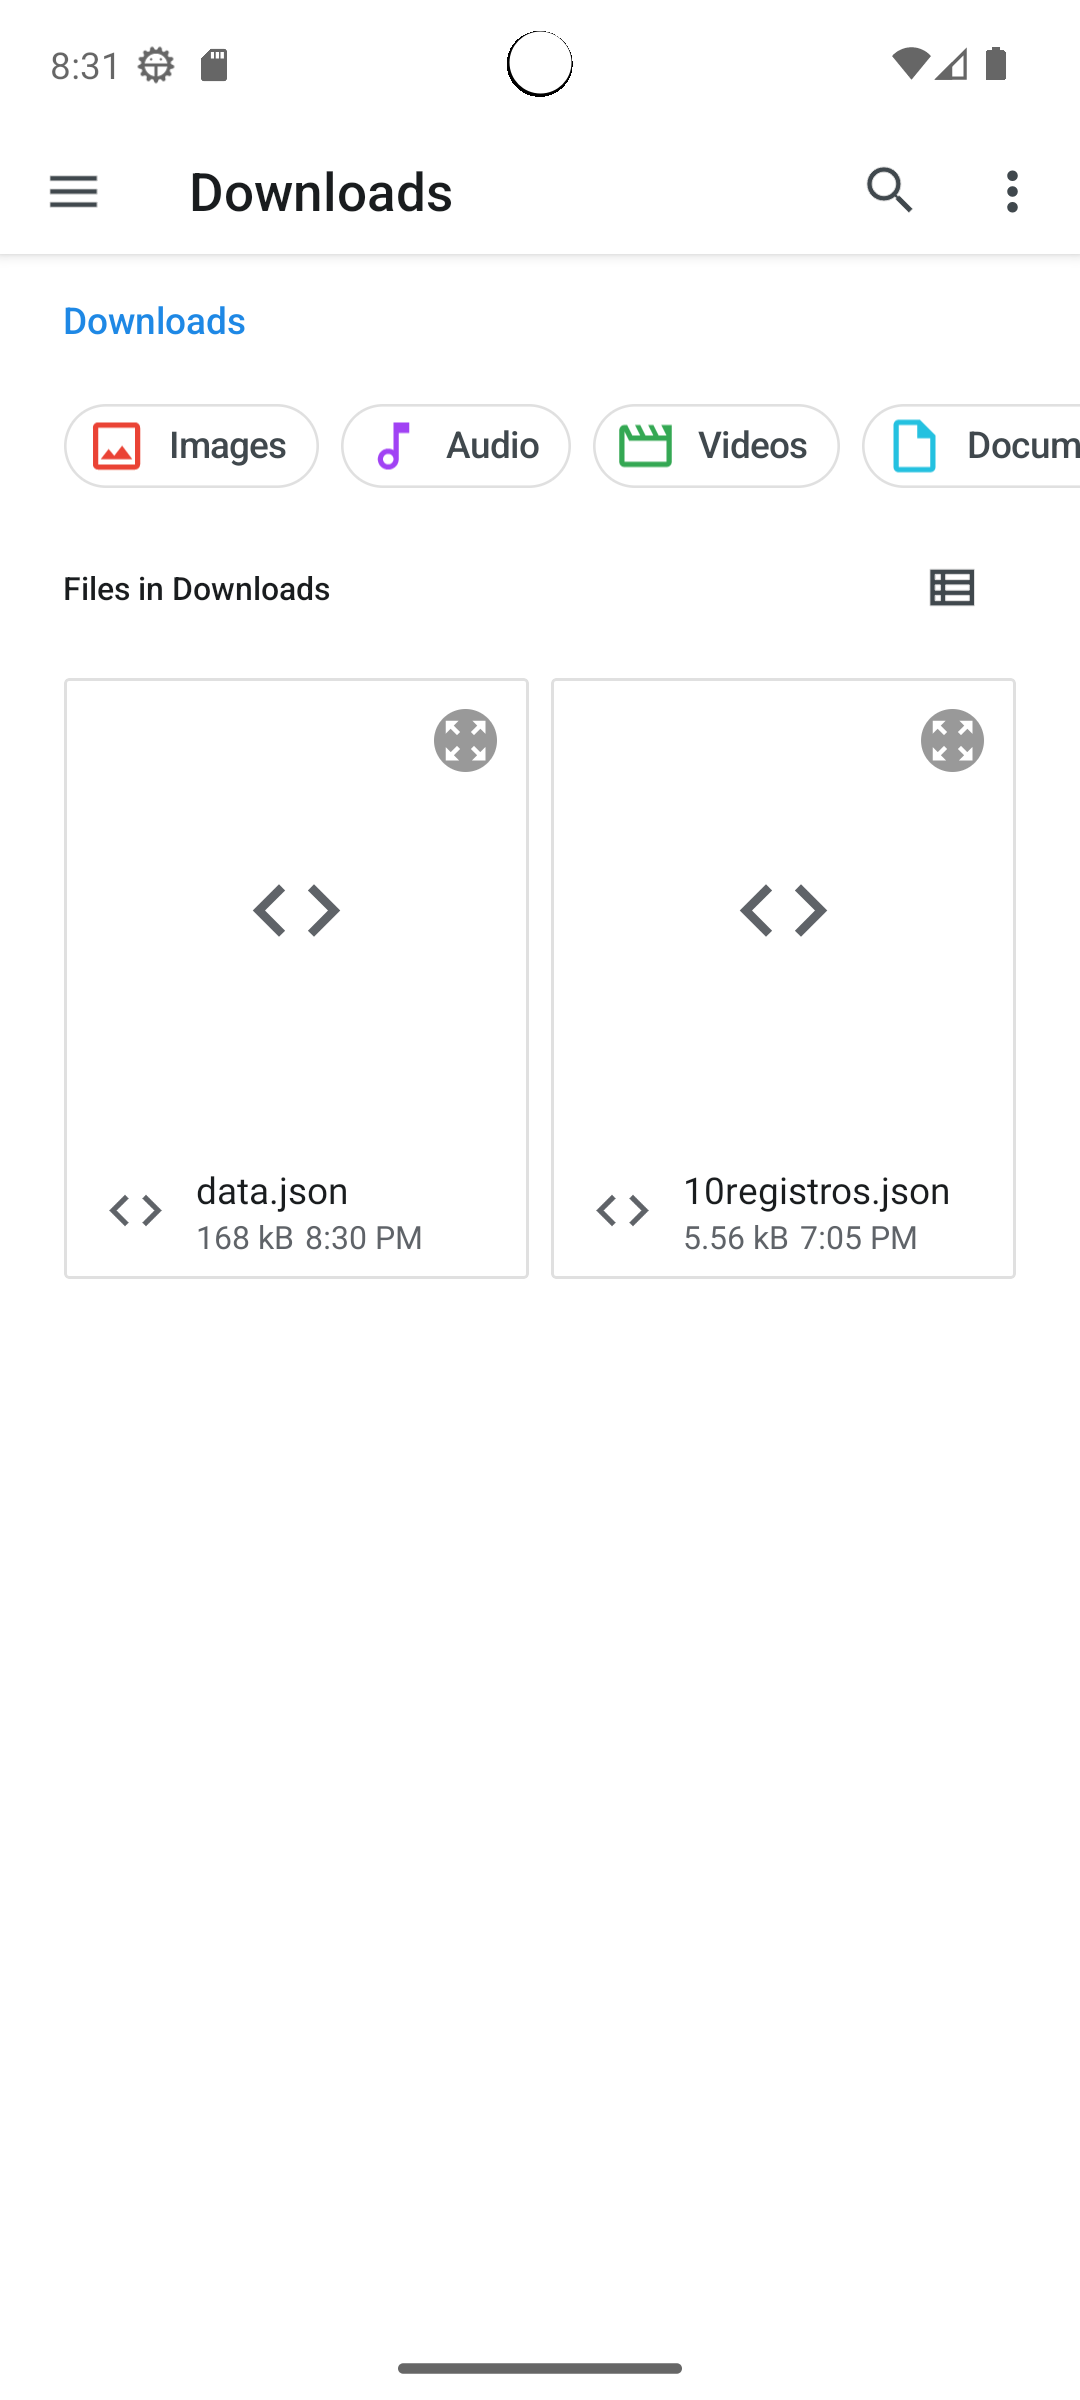 8:31
Downloads
Downloads
Images
Audio
Videos
Docum
Files in Downloads
data.json
168 kB 8:30 PM
10registros.json
5.56 kB 7:05 PM